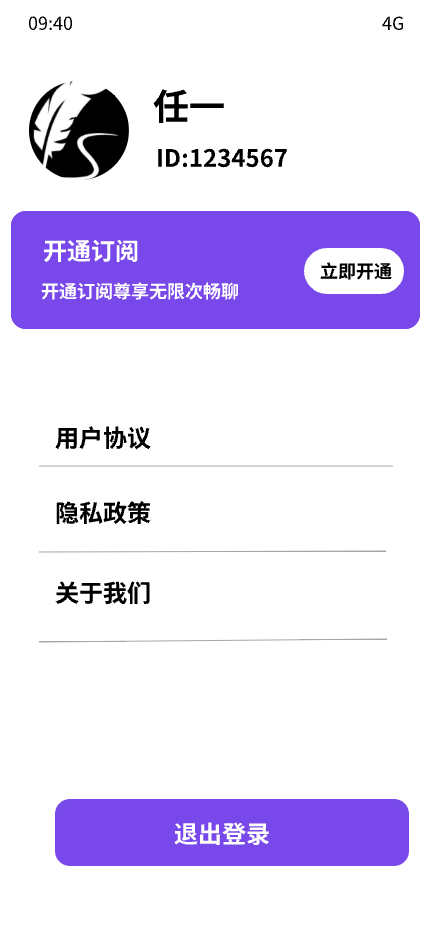 09:40 4G
任一
ID:1234567
开通订阅
开通订阅尊享无限次畅聊
立即开通
用户协议
隐私政策
关于我们
退出登录